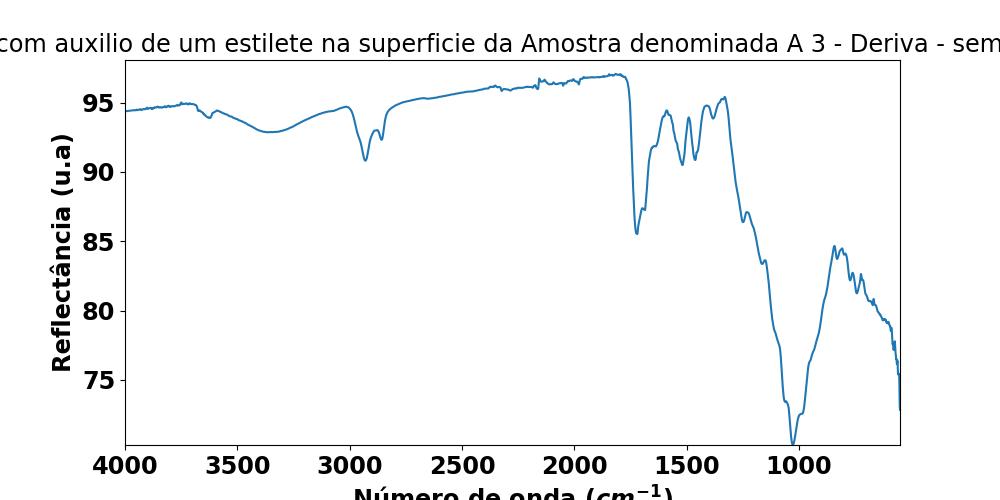 com auxilio de um estilete na superficie da Amostra denominada A 3 - Deriva - sem
95
90
85
80
75
Reflectância (u.a)
4000 3500 3000 2500 2000 1500 1000
Número de onda (cm⁻¹)